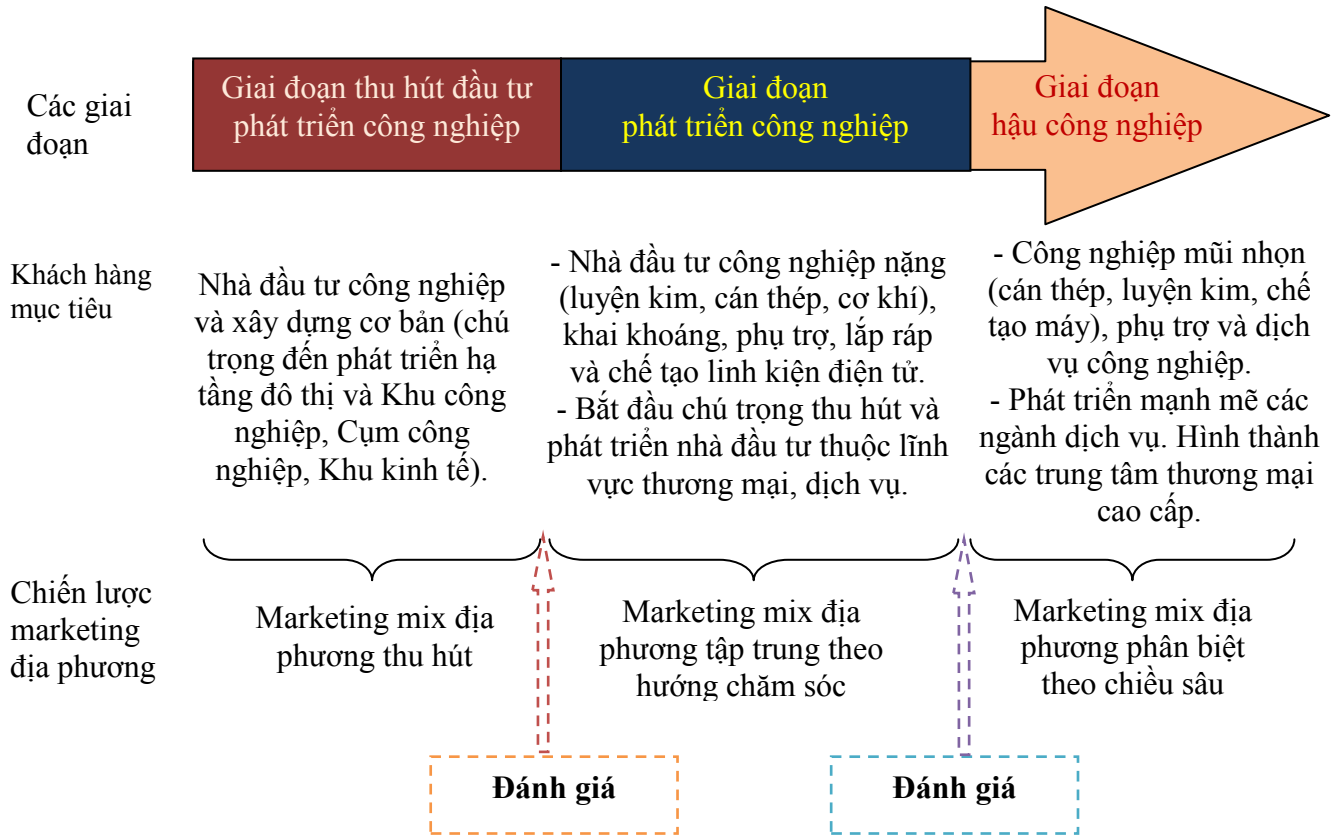 Các giai
đoạn
Giai đoạn thu hút đầu tư
phát triển công nghiệp
Giai đoạn
phát triển công nghiệp
Giai đoạn
hậu công nghiệp
Khách hàng
mục tiêu
Nhà đầu tư công nghiệp
và xây dựng cơ bản (chú
trọng đến phát triển hạ
tầng đô thị và Khu công
nghiệp, Cụm công
nghiệp, Khu kinh tế).
- Nhà đầu tư công nghiệp nặng
(luyện kim, cán thép, cơ khí),
khai khoáng, phụ trợ, lắp ráp
và chế tạo linh kiện điện tử.
- Bắt đầu chú trọng thu hút và
phát triển nhà đầu tư thuộc lĩnh
vực thương mại, dịch vụ.
- Công nghiệp mũi nhọn
(cán thép, luyện kim, chế
tạo máy), phụ trợ và dịch
vụ công nghiệp.
- Phát triển mạnh mẽ các
ngành dịch vụ. Hình thành
các trung tâm thương mại
cao cấp.
Chiến lược
marketing
địa phương
Marketing mix địa
phương thu hút
Marketing mix địa
phương tập trung theo
hướng chăm sóc
Marketing mix địa
phương phân biệt
theo chiều sâu
Đánh giá
Đánh giá